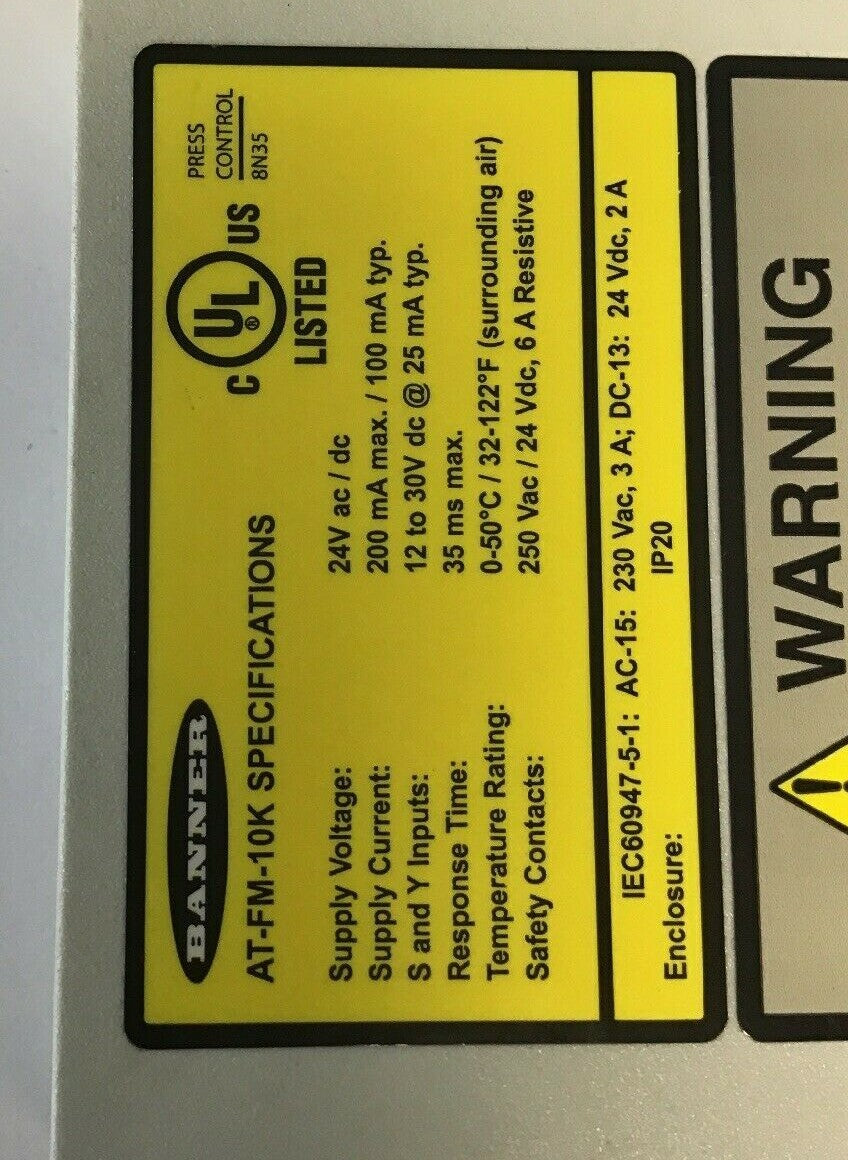 BANNER
AT-FM-10K SPECIFICATIONS
C UL® US
LISTED
PRESS
CONTROL
8N35
Supply Voltage: 24V ac / dc
Supply Current: 200 mA max. / 100 mA typ.
S and Y Inputs: 12 to 30V dc @ 25 mA typ.
Response Time: 35 ms max.
Temperature Rating: 0-50°C / 32-122°F (surrounding air)
Safety Contacts: 250 Vac / 24 Vdc, 6 A Resistive
IEC60947-5-1: AC-15: 230 Vac, 3 A; DC-13: 24 Vdc, 2 A
Enclosure: IP20
WARNING